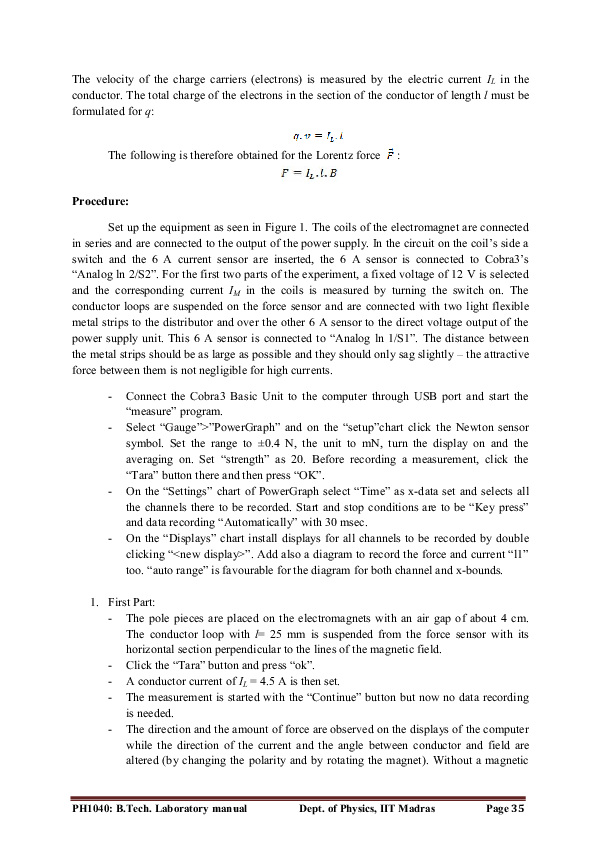 The velocity of the charge carriers (electrons) is measured by the electric current I_L in the
conductor. The total charge of the electrons in the section of the conductor of length l must be
formulated for q:
q.v = I_L.l
The following is therefore obtained for the Lorentz force F⃗ :
F = I_L.l.B
Procedure:
Set up the equipment as seen in Figure 1. The coils of the electromagnet are connected
in series and are connected to the output of the power supply. In the circuit on the coil’s side a
switch and the 6 A current sensor are inserted, the 6 A sensor is connected to Cobra3’s
“Analog ln 2/S2”. For the first two parts of the experiment, a fixed voltage of 12 V is selected
and the corresponding current I_M in the coils is measured by turning the switch on. The
conductor loops are suspended on the force sensor and are connected with two light flexible
metal strips to the distributor and over the other 6 A sensor to the direct voltage output of the
power supply unit. This 6 A sensor is connected to “Analog In 1/S1”. The distance between
the metal strips should be as large as possible and they should only sag slightly – the attractive
force between them is not negligible for high currents.
- Connect the Cobra3 Basic Unit to the computer through USB port and start the
“measure” program.
- Select “Gauge”>”PowerGraph” and on the “setup”chart click the Newton sensor
symbol. Set the range to ±0.4 N, the unit to mN, turn the display on and the
averaging on. Set “strength” as 20. Before recording a measurement, click the
“Tara” button there and then press “OK”.
- On the “Settings” chart of PowerGraph select “Time” as x-data set and selects all
the channels there to be recorded. Start and stop conditions are to be “Key press”
and data recording “Automatically” with 30 msec.
- On the “Displays” chart install displays for all channels to be recorded by double
clicking “<new display>”. Add also a diagram to record the force and current “l1”
too. “auto range” is favourable for the diagram for both channel and x-bounds.
1. First Part:
- The pole pieces are placed on the electromagnets with an air gap of about 4 cm.
The conductor loop with l= 25 mm is suspended from the force sensor with its
horizontal section perpendicular to the lines of the magnetic field.
- Click the “Tara” button and press “ok”.
- A conductor current of I_L = 4.5 A is then set.
- The measurement is started with the “Continue” button but now no data recording
is needed.
- The direction and the amount of force are observed on the displays of the computer
while the direction of the current and the angle between conductor and field are
altered (by changing the polarity and by rotating the magnet). Without a magnetic
PH1040: B.Tech. Laboratory manual Dept. of Physics, IIT Madras Page 35